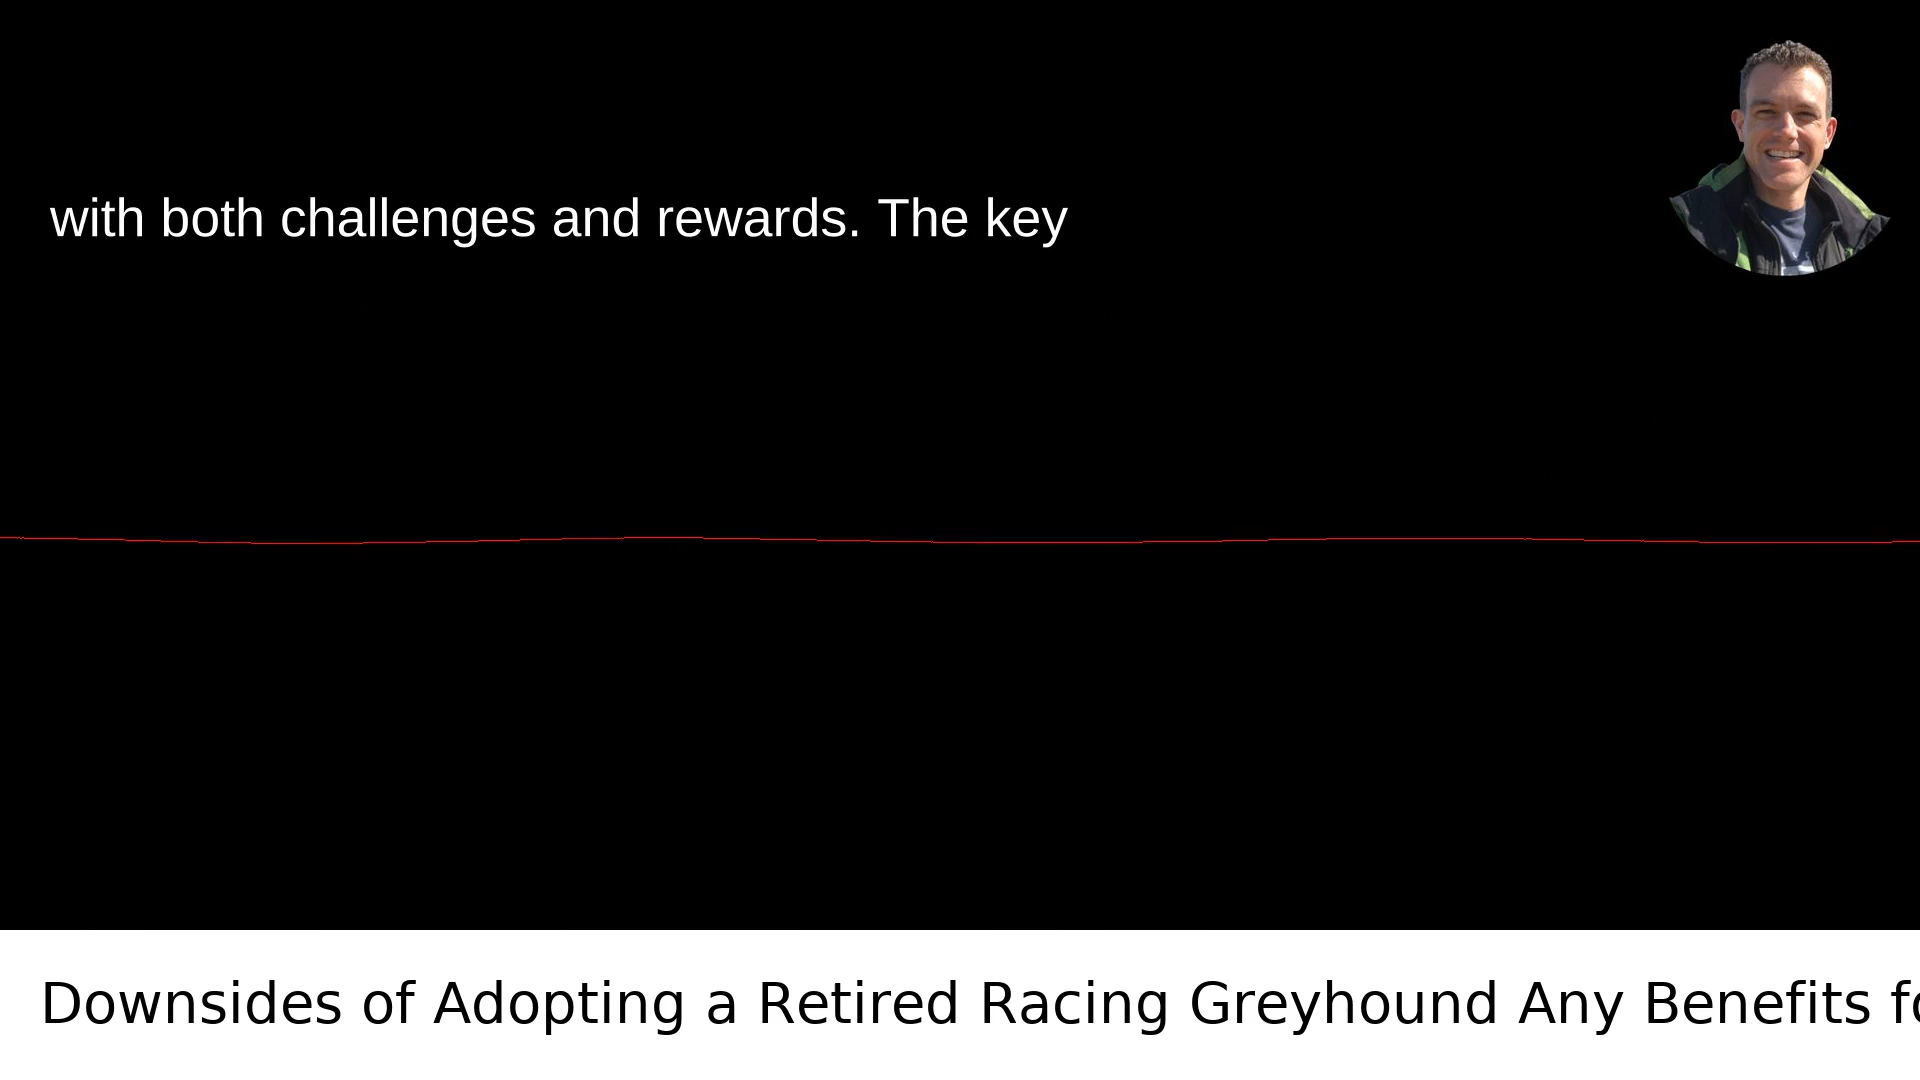 with both challenges and rewards. The key
Downsides of Adopting a Retired Racing Greyhound Any Benefits